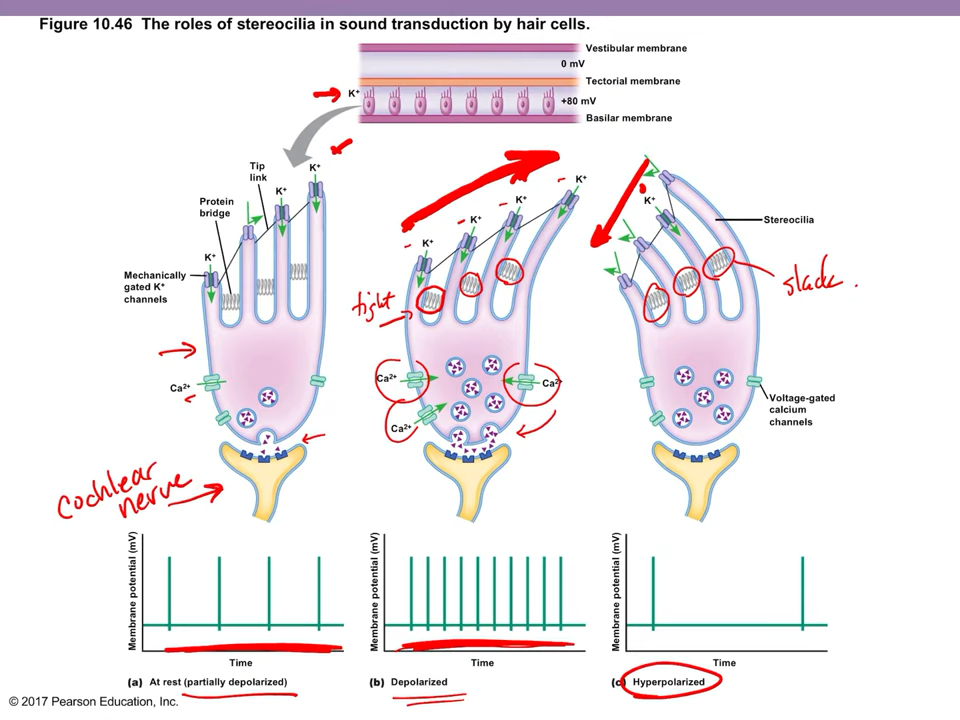 Figure 10.46 The roles of stereocilia in sound transduction by hair cells.
Vestibular membrane
0 mV
Tectorial membrane
K⁺
+80 mV
Basilar membrane
Tip
link
K⁺
K⁺
Protein
bridge
K⁺
Mechanically
gated K⁺
channels
Ca²⁺
K⁺
K⁺
K⁺
K⁺
tight
Ca²⁺
Ca²⁺
Ca²⁺
K⁺
Stereocilia
slack.
Voltage-gated
calcium
channels
cochlear
nerve
Membrane potential (mV)
Time
(a) At rest (partially depolarized)
Membrane potential (mV)
Time
(b) Depolarized
Membrane potential (mV)
Time
(c) Hyperpolarized
© 2017 Pearson Education, Inc.